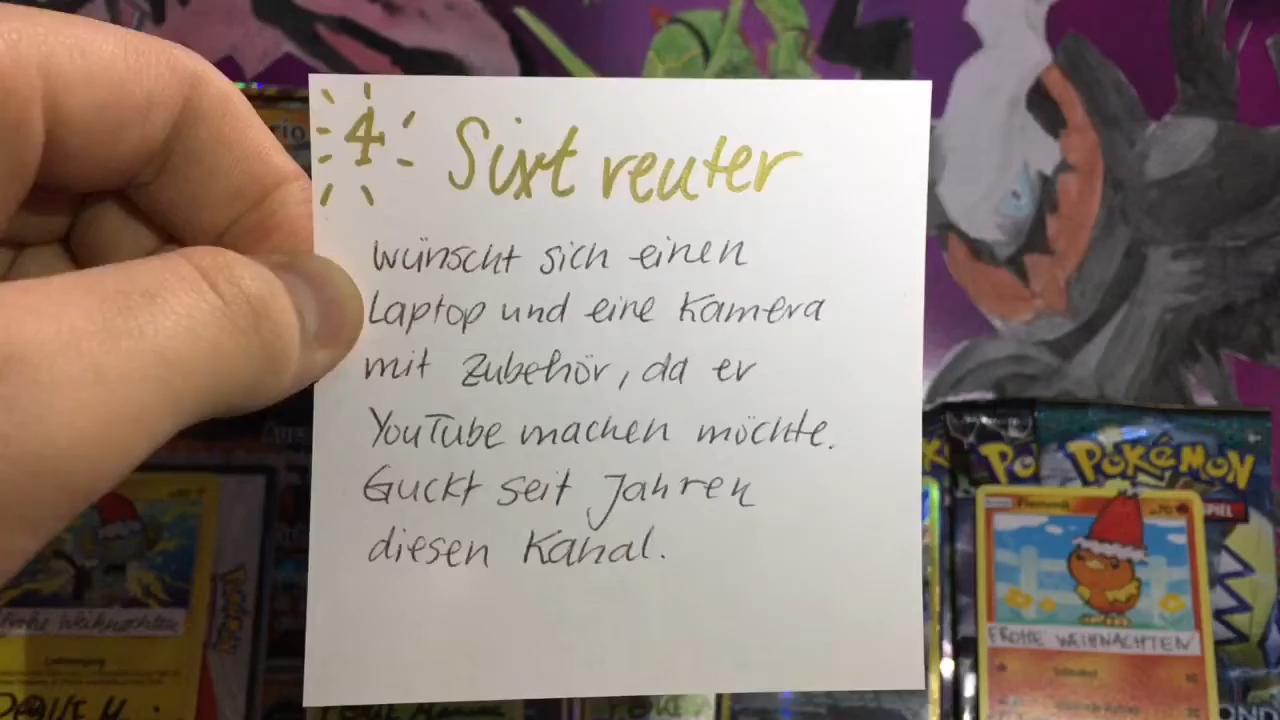 4 Sixt reuter
wünscht sich einen
Laptop und eine Kamera
mit Zubehör, da er
YouTube machen möchte.
Guckt seit Jahren
diesen Kanal.
POKÉMON
Frohe Weihnachten
POKÉMON
FROHE WEIHNACHTEN